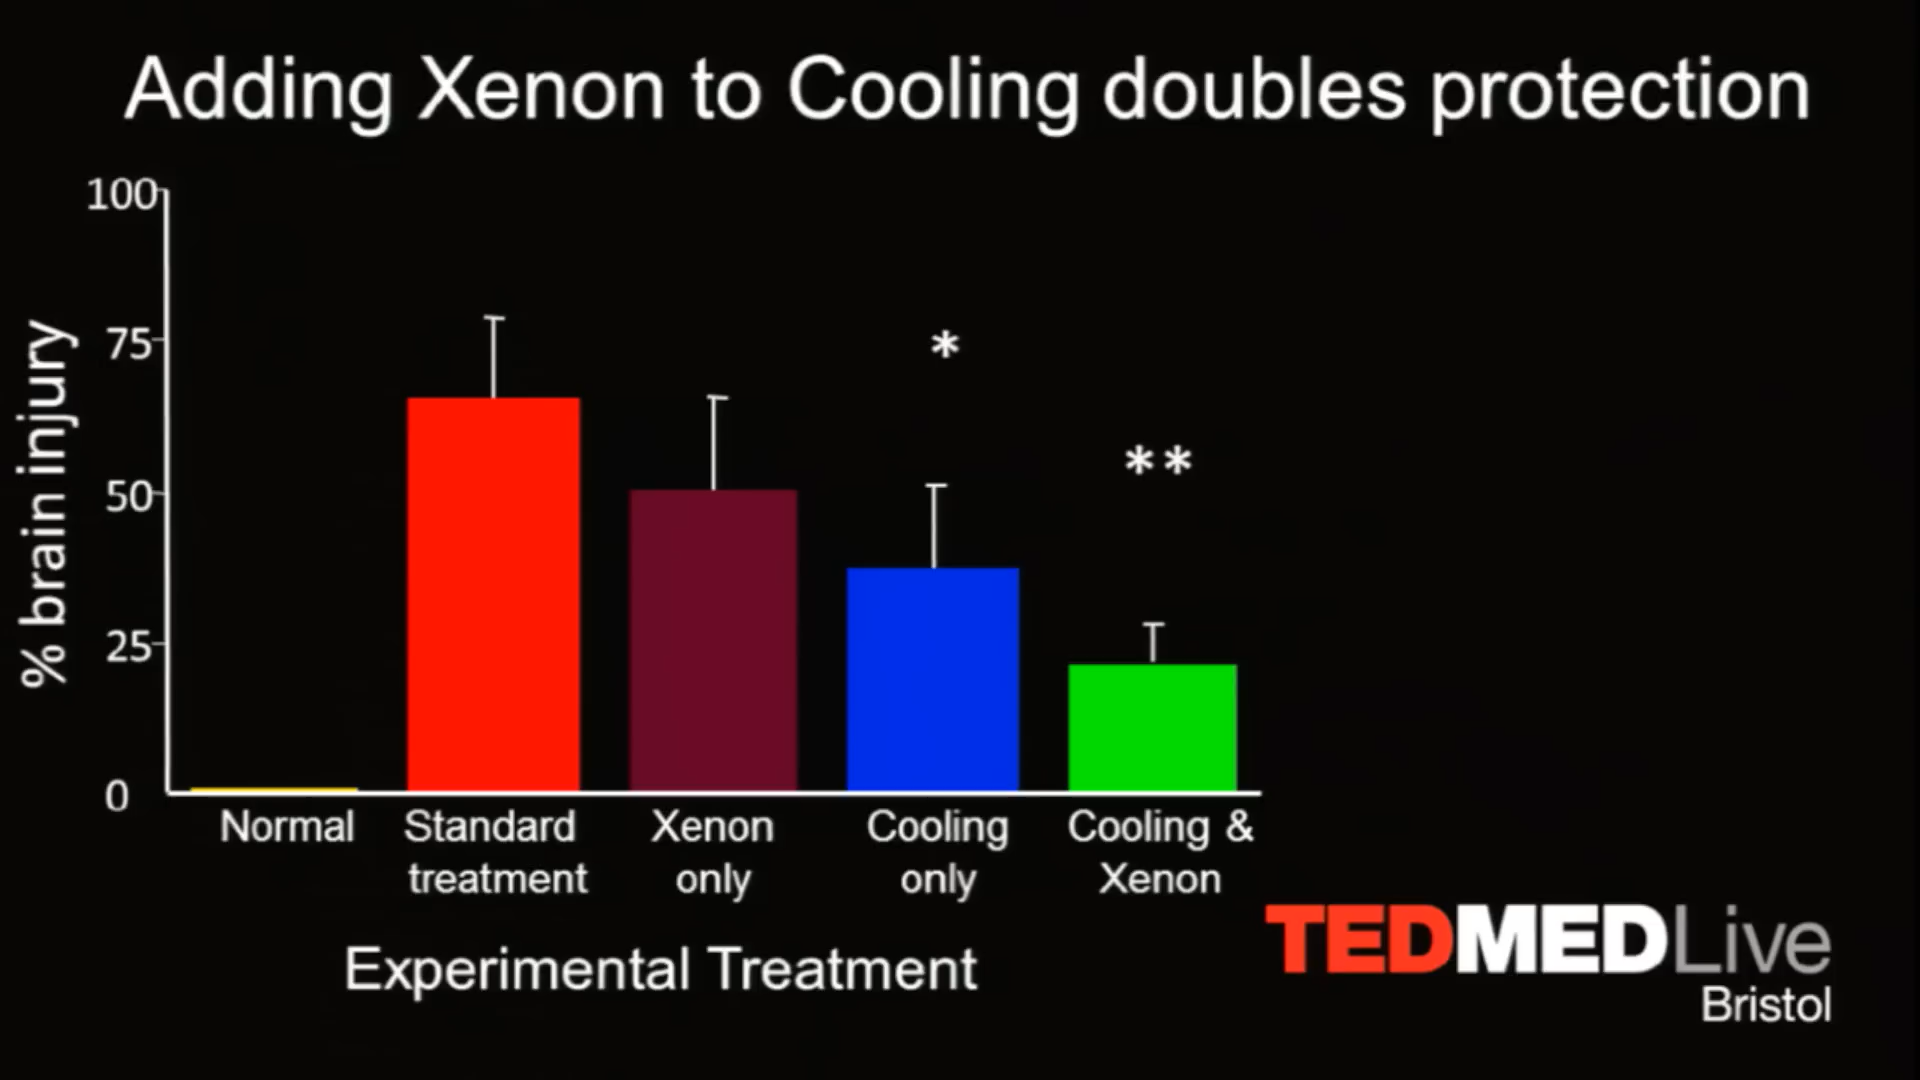 Adding Xenon to Cooling doubles protection
100
75
50
25
0
% brain injury
*
**
Normal
Standard treatment
Xenon only
Cooling only
Cooling & Xenon
Experimental Treatment
TEDMEDLive
Bristol